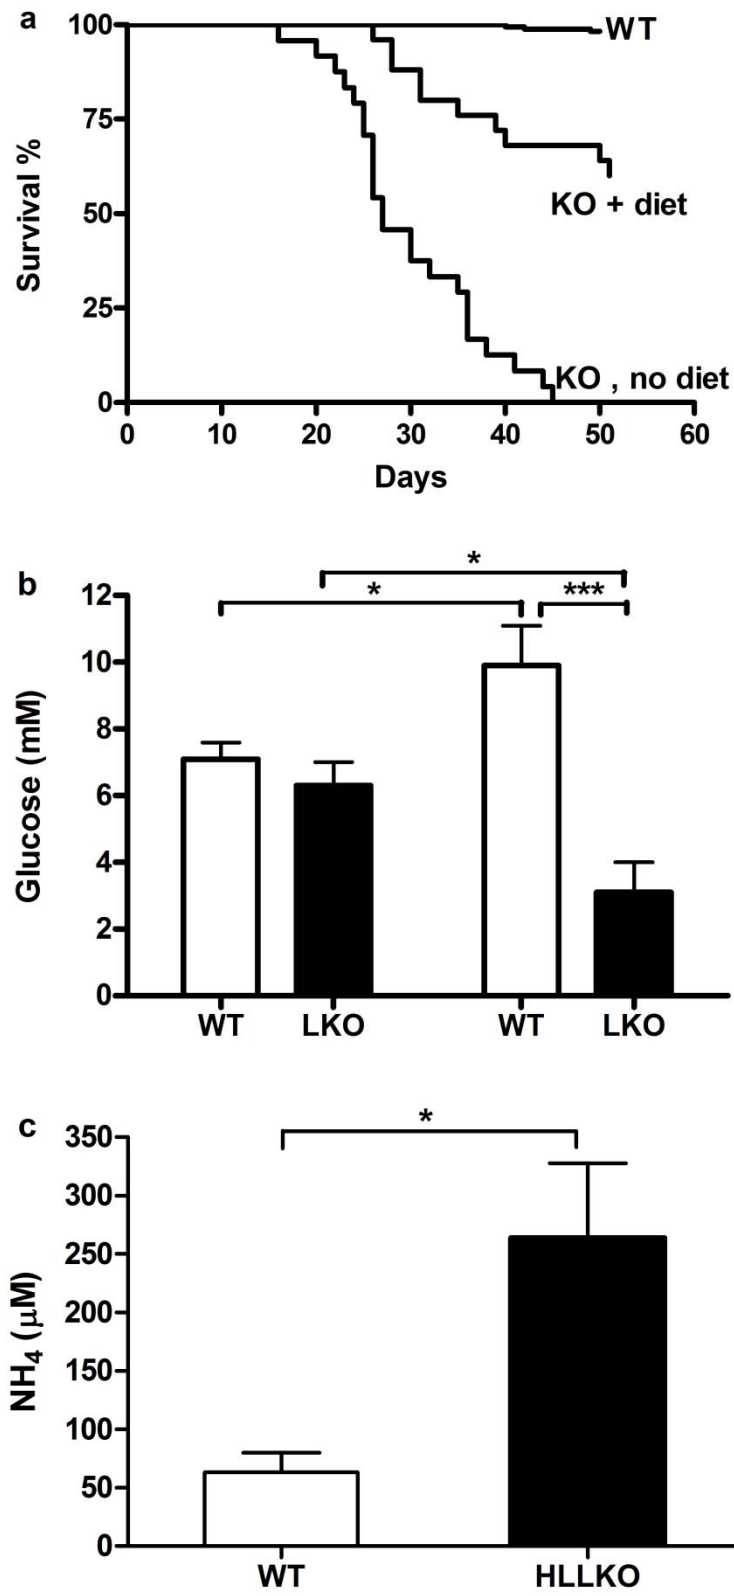 a
100
75
50
25
0
Survival %
WT
KO + diet
KO , no diet
0 10 20 30 40 50 60
Days
b
*
* ***
12
10
8
6
4
2
0
Glucose (mM)
WT LKO WT LKO
c
*
350
300
250
200
150
100
50
0
NH4 (μM)
WT HLLKO